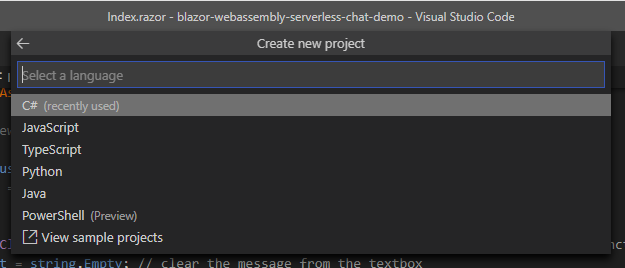 Index.razor - blazor-webassembly-serverless-chat-demo - Visual Studio Code
Create new project
Select a language
C# (recently used)
JavaScript
TypeScript
Python
Java
PowerShell (Preview)
View sample projects
t = string.Empty; // clear the message from the textbox